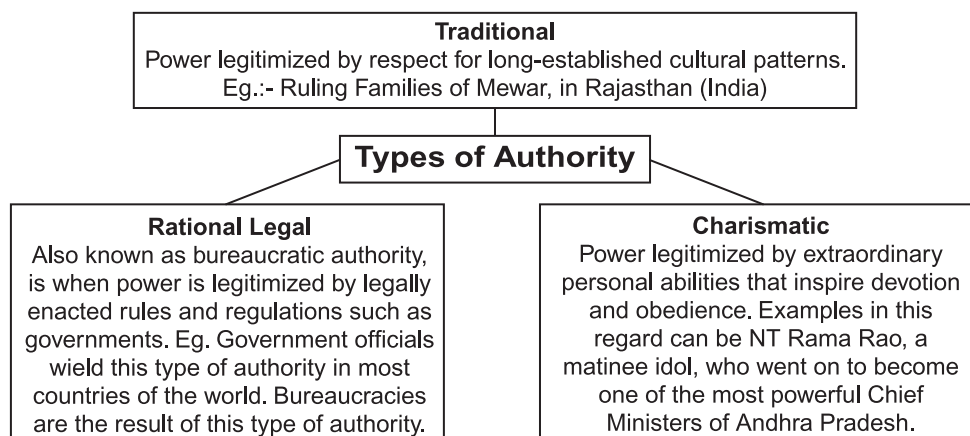 Traditional
Power legitimized by respect for long-established cultural patterns.
Eg.:- Ruling Families of Mewar, in Rajasthan (India)
Types of Authority
Rational Legal
Also known as bureaucratic authority,
is when power is legitimized by legally
enacted rules and regulations such as
governments. Eg. Government officials
wield this type of authority in most
countries of the world. Bureaucracies
are the result of this type of authority.
Charismatic
Power legitimized by extraordinary
personal abilities that inspire devotion
and obedience. Examples in this
regard can be NT Rama Rao, a
matinee idol, who went on to become
one of the most powerful Chief
Ministers of Andhra Pradesh.